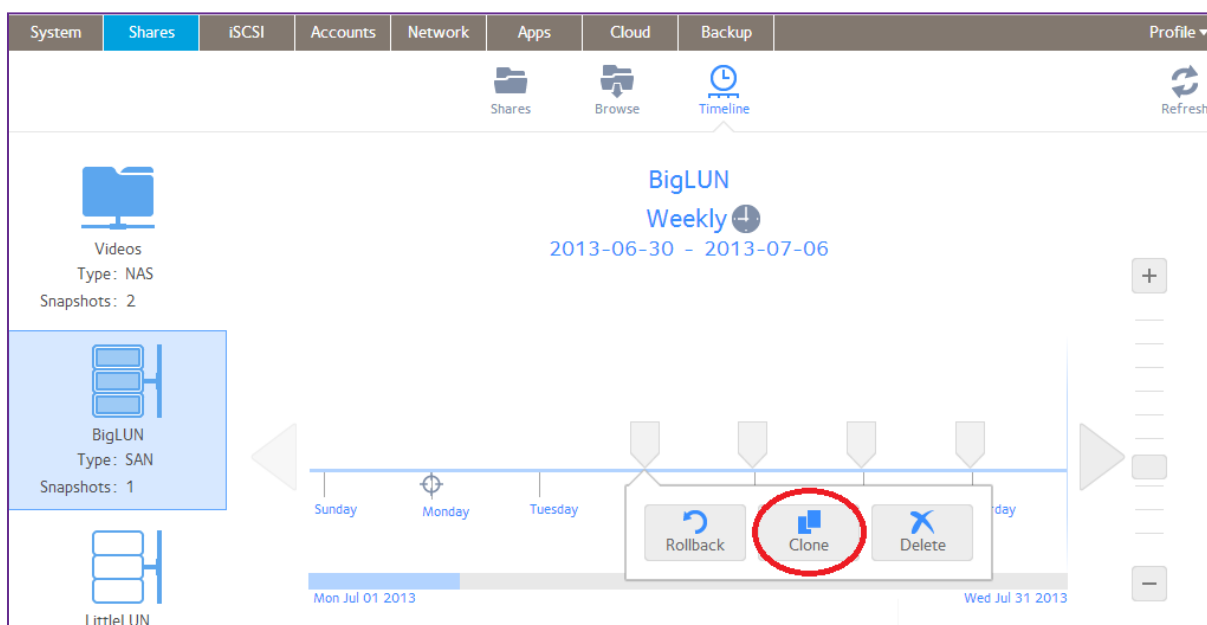 System Shares iSCSI Accounts Network Apps Cloud Backup Profile
Shares Browse Timeline Refresh
Videos
Type: NAS
Snapshots: 2
BigLUN
Type: SAN
Snapshots: 1
LittleLUN
BigLUN
Weekly
2013-06-30 - 2013-07-06
+
Sunday Monday Tuesday rday
Rollback Clone Delete
Mon Jul 01 2013 Wed Jul 31 2013
−